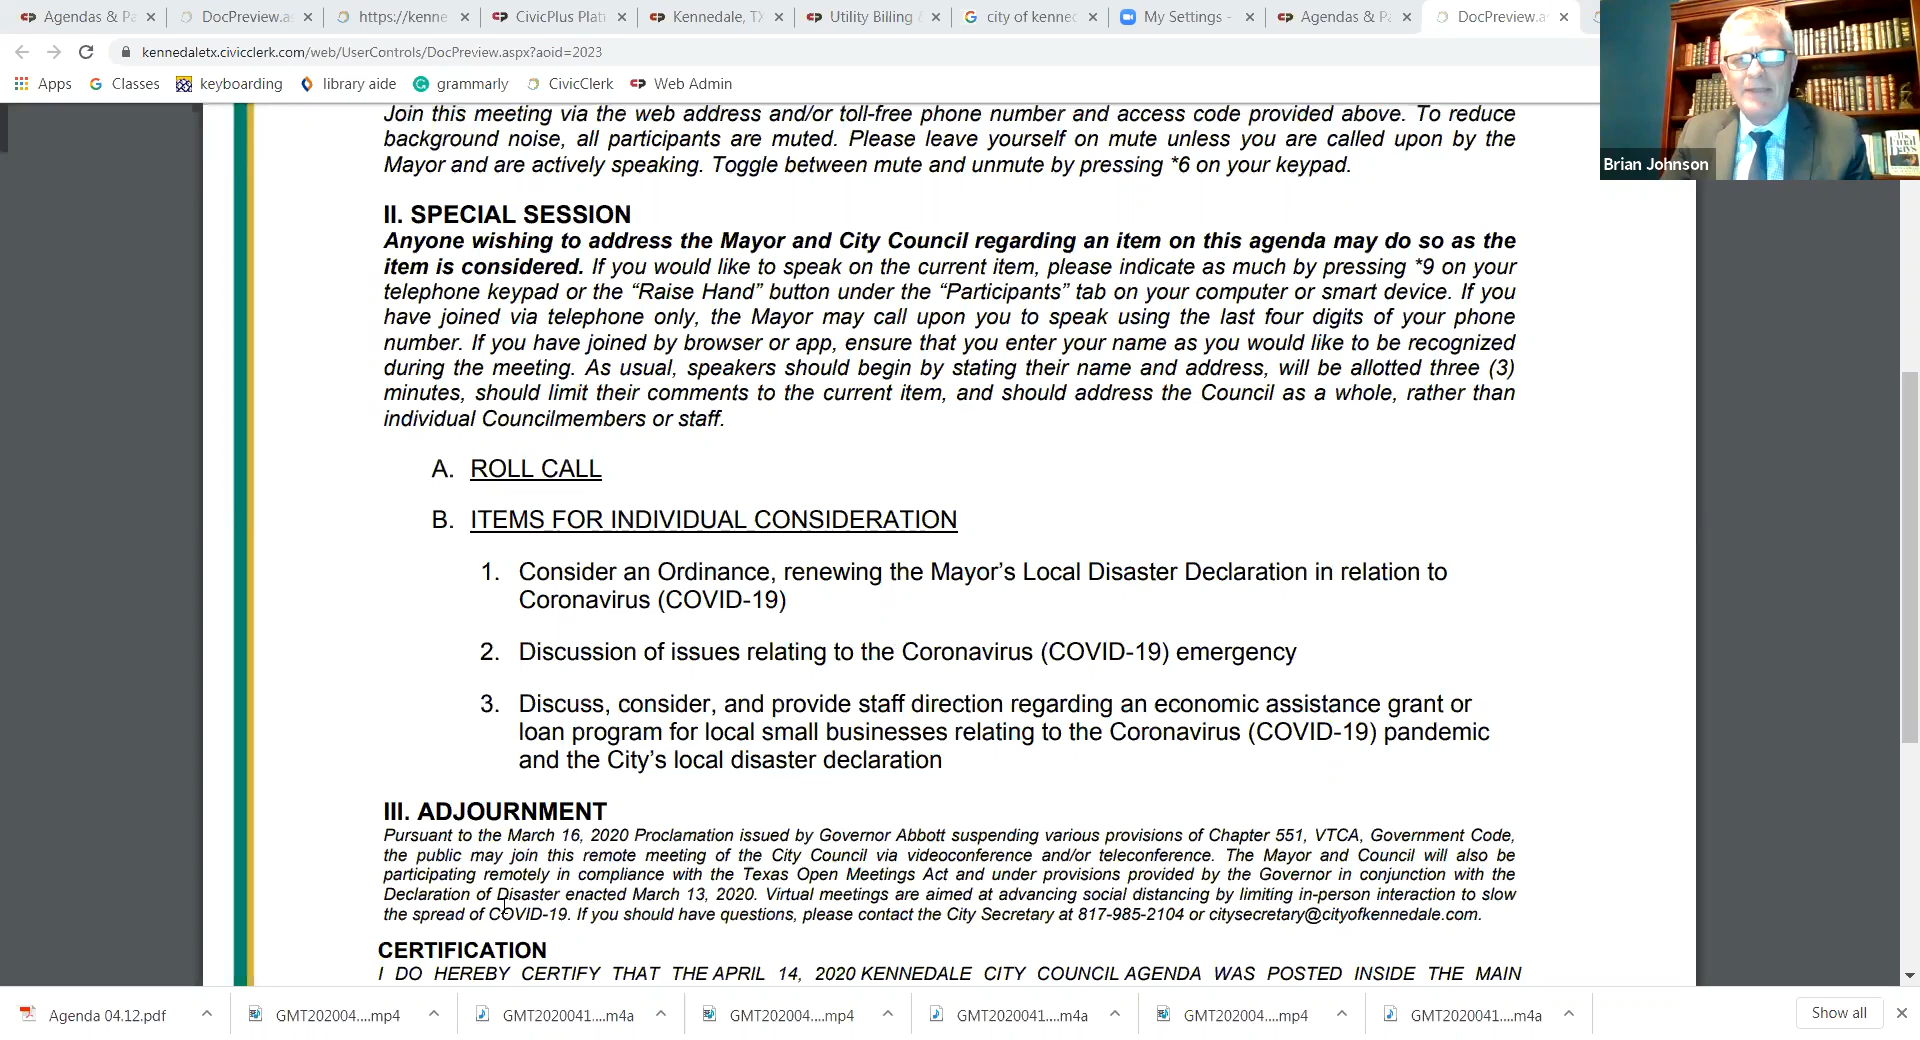 Agendas & Pa
DocPreview.as
https://kenne
CivicPlus Platf
Kennedale, TX
Utility Billing
city of kenned
My Settings -
Agendas & Pa
DocPreview.a
kennedaletx.civicclerk.com/web/UserControls/DocPreview.aspx?aoid=2023
Apps
Classes
keyboarding
library aide
grammarly
CivicClerk
Web Admin
Brian Johnson
Join this meeting via the web address and/or toll-free phone number and access code provided above. To reduce
background noise, all participants are muted. Please leave yourself on mute unless you are called upon by the
Mayor and are actively speaking. Toggle between mute and unmute by pressing *6 on your keypad.
II. SPECIAL SESSION
Anyone wishing to address the Mayor and City Council regarding an item on this agenda may do so as the
item is considered. If you would like to speak on the current item, please indicate as much by pressing *9 on your
telephone keypad or the “Raise Hand” button under the “Participants” tab on your computer or smart device. If you
have joined via telephone only, the Mayor may call upon you to speak using the last four digits of your phone
number. If you have joined by browser or app, ensure that you enter your name as you would like to be recognized
during the meeting. As usual, speakers should begin by stating their name and address, will be allotted three (3)
minutes, should limit their comments to the current item, and should address the Council as a whole, rather than
individual Councilmembers or staff.
A. ROLL CALL
B. ITEMS FOR INDIVIDUAL CONSIDERATION
1. Consider an Ordinance, renewing the Mayor’s Local Disaster Declaration in relation to
Coronavirus (COVID-19)
2. Discussion of issues relating to the Coronavirus (COVID-19) emergency
3. Discuss, consider, and provide staff direction regarding an economic assistance grant or
loan program for local small businesses relating to the Coronavirus (COVID-19) pandemic
and the City’s local disaster declaration
III. ADJOURNMENT
Pursuant to the March 16, 2020 Proclamation issued by Governor Abbott suspending various provisions of Chapter 551, VTCA, Government Code,
the public may join this remote meeting of the City Council via videoconference and/or teleconference. The Mayor and Council will also be
participating remotely in compliance with the Texas Open Meetings Act and under provisions provided by the Governor in conjunction with the
Declaration of Disaster enacted March 13, 2020. Virtual meetings are aimed at advancing social distancing by limiting in-person interaction to slow
the spread of COVID-19. If you should have questions, please contact the City Secretary at 817-985-2104 or citysecretary@cityofkennedale.com.
CERTIFICATION
I DO HEREBY CERTIFY THAT THE APRIL 14, 2020 KENNEDALE CITY COUNCIL AGENDA WAS POSTED INSIDE THE MAIN
Agenda 04.12.pdf
GMT202004....mp4
GMT2020041....m4a
GMT202004....mp4
GMT2020041....m4a
GMT202004....mp4
GMT2020041....m4a
Show all